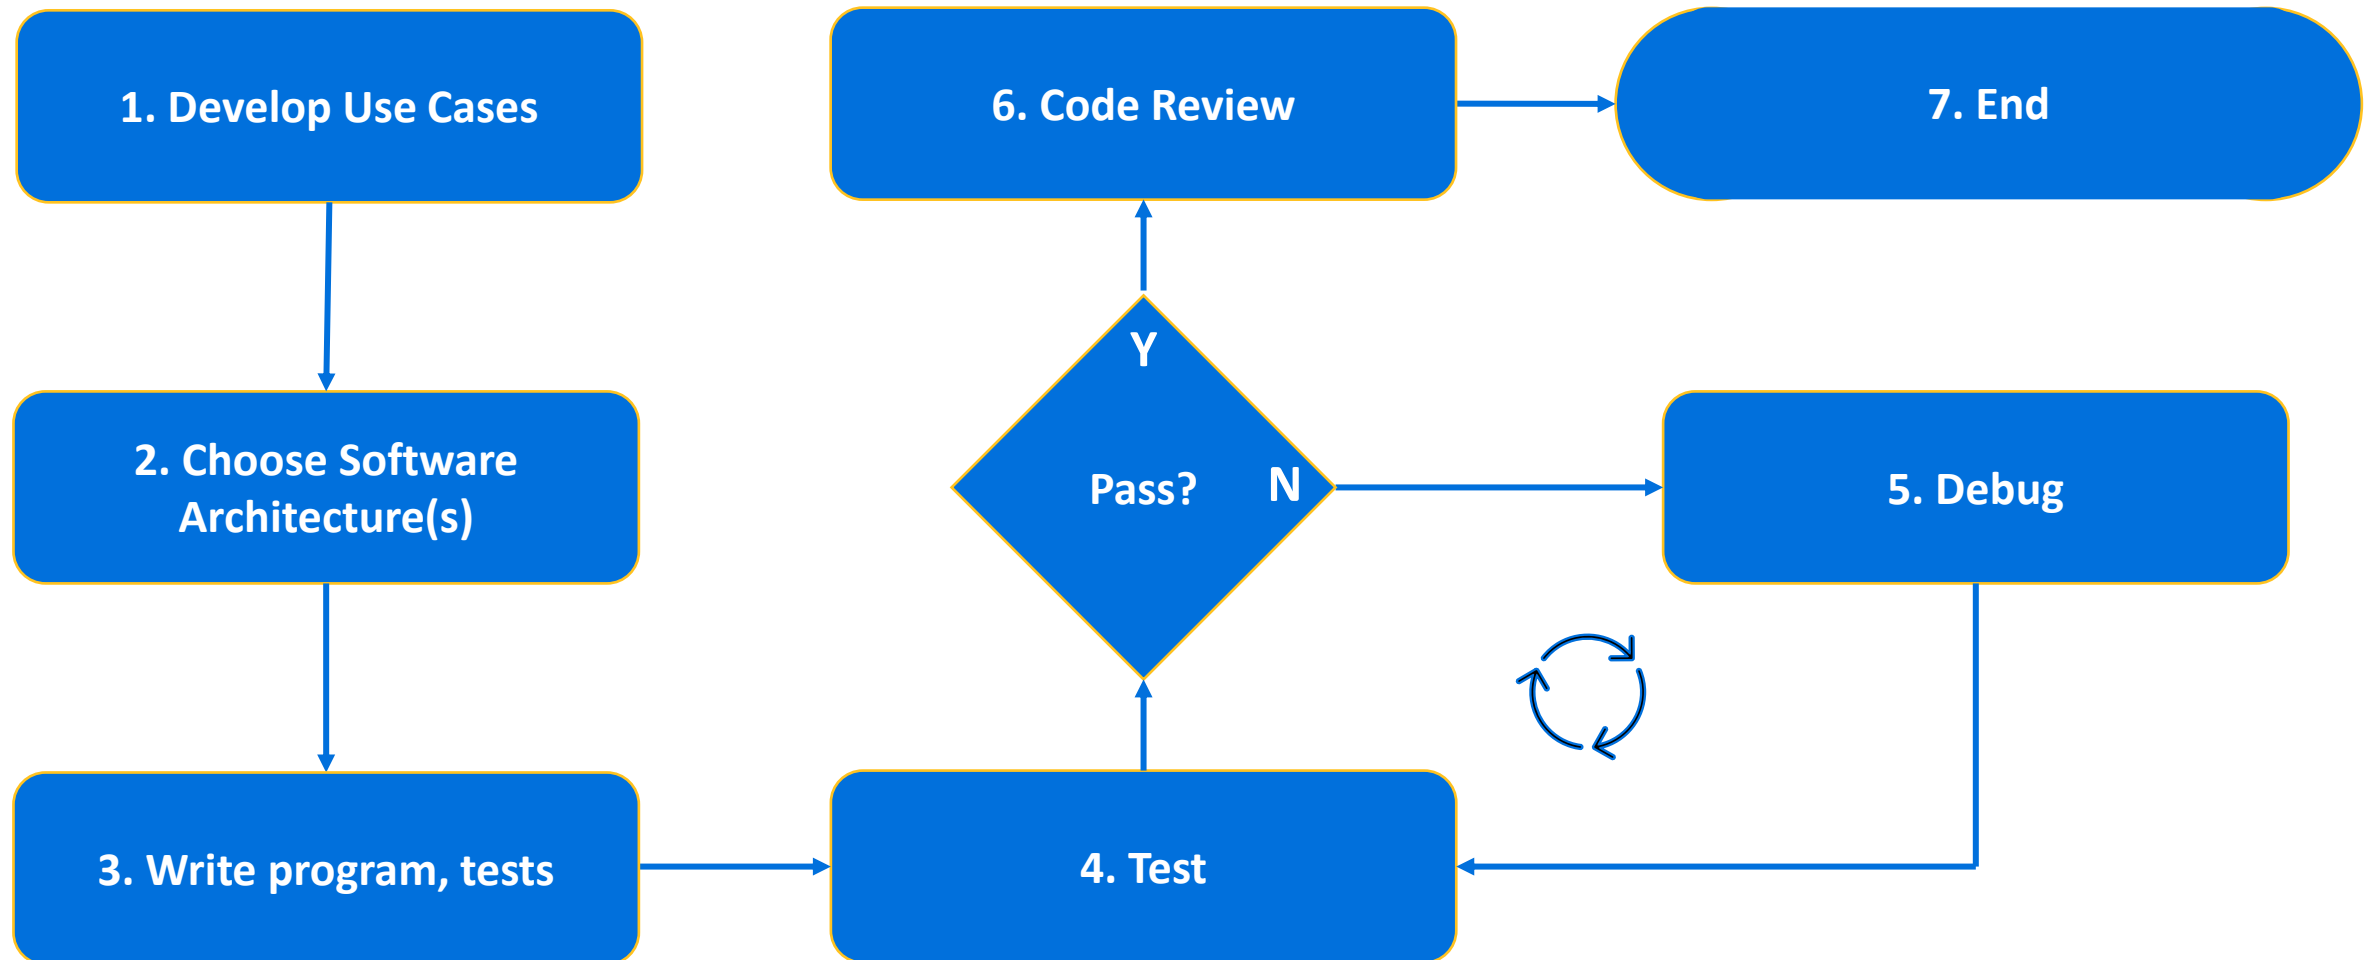 1. Develop Use Cases
2. Choose Software
Architecture(s)
3. Write program, tests
4. Test
Pass?
Y
N
5. Debug
6. Code Review
7. End